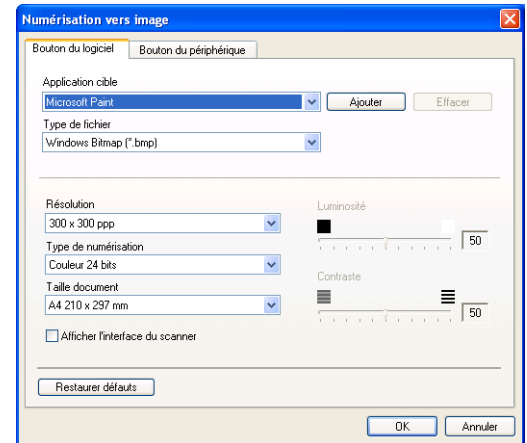 Numérisation vers image
Bouton du logiciel Bouton du périphérique
Application cible
Microsoft Paint Ajouter Effacer
Type de fichier
Windows Bitmap (*.bmp)
Résolution Luminosité
300 x 300 ppp
Type de numérisation 50
Couleur 24 bits
Taille document Contraste
A4 210 x 297 mm
50
Afficher l'interface du scanner
Restaurer défauts
OK Annuler